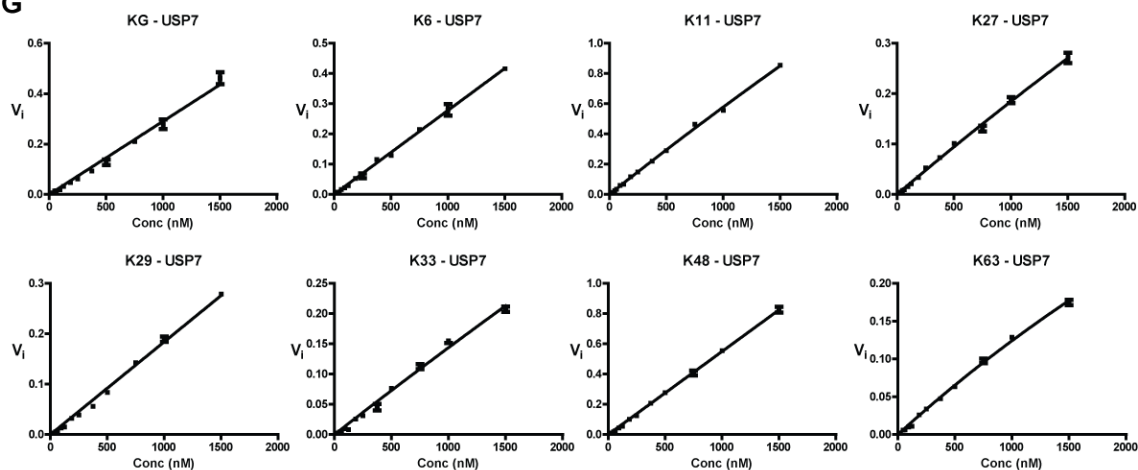 G
KG - USP7
0.6
0.4
0.2
0.0
Vi
0 500 1000 1500 2000
Conc (nM)
K6 - USP7
0.5
0.4
0.3
0.2
0.1
0.0
Vi
0 500 1000 1500 2000
Conc (nM)
K11 - USP7
1.0
0.8
0.6
0.4
0.2
0.0
Vi
0 500 1000 1500 2000
Conc (nM)
K27 - USP7
0.3
0.2
0.1
0.0
Vi
0 500 1000 1500 2000
Conc (nM)
K29 - USP7
0.3
0.2
0.1
0.0
Vi
0 500 1000 1500 2000
Conc (nM)
K33 - USP7
0.25
0.20
0.15
0.10
0.05
0.00
Vi
0 500 1000 1500 2000
Conc (nM)
K48 - USP7
1.0
0.8
0.6
0.4
0.2
0.0
Vi
0 500 1000 1500 2000
Conc (nM)
K63 - USP7
0.20
0.15
0.10
0.05
0.00
Vi
0 500 1000 1500 2000
Conc (nM)